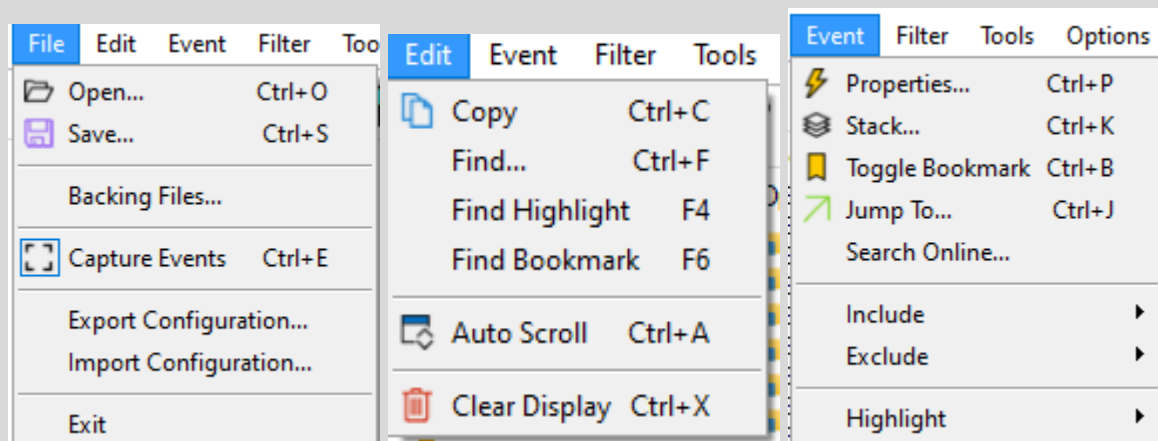 File Edit Event Filter Too
Open... Ctrl+O
Save... Ctrl+S
Backing Files...
Capture Events Ctrl+E
Export Configuration...
Import Configuration...
Exit
Edit Event Filter Tools
Copy Ctrl+C
Find... Ctrl+F
Find Highlight F4
Find Bookmark F6
Auto Scroll Ctrl+A
Clear Display Ctrl+X
Event Filter Tools Options
Properties... Ctrl+P
Stack... Ctrl+K
Toggle Bookmark Ctrl+B
Jump To... Ctrl+J
Search Online...
Include
Exclude
Highlight